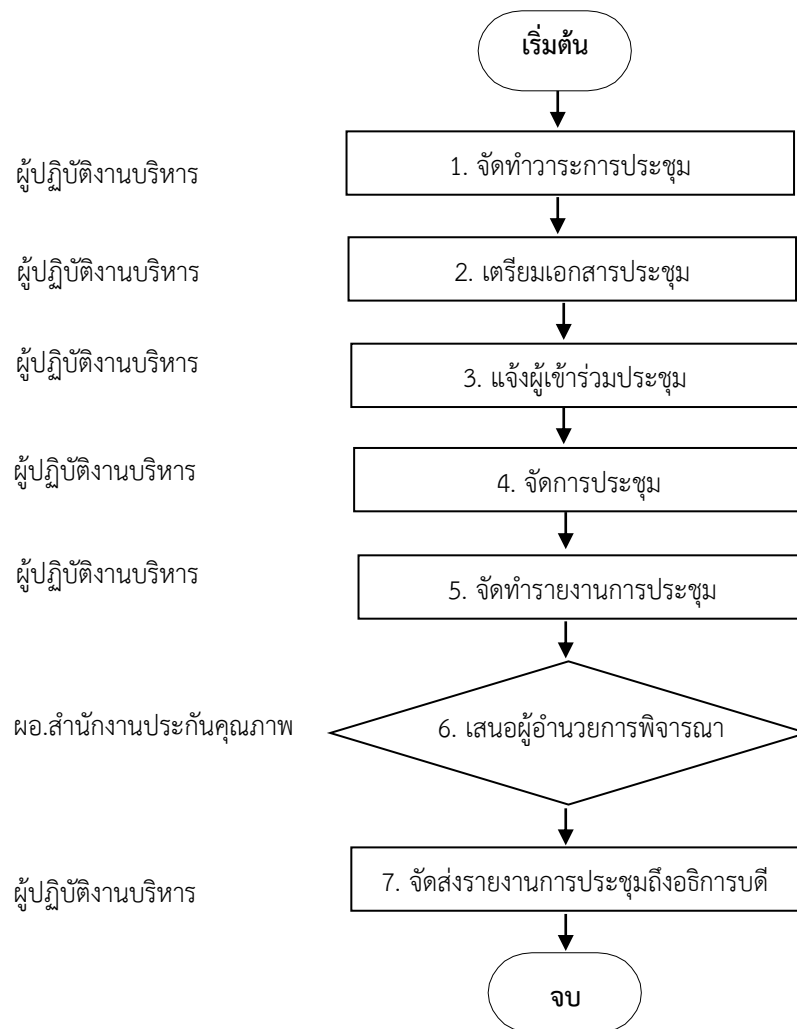 เริ่มต้น
ผู้ปฏิบัติงานบริหาร
1. จัดทำวาระการประชุม
ผู้ปฏิบัติงานบริหาร
2. เตรียมเอกสารประชุม
ผู้ปฏิบัติงานบริหาร
3. แจ้งผู้เข้าร่วมประชุม
ผู้ปฏิบัติงานบริหาร
4. จัดการประชุม
ผู้ปฏิบัติงานบริหาร
5. จัดทำรายงานการประชุม
ผอ.สำนักงานประกันคุณภาพ
6. เสนอผู้อำนวยการพิจารณา
ผู้ปฏิบัติงานบริหาร
7. จัดส่งรายงานการประชุมถึงอธิการบดี
จบ